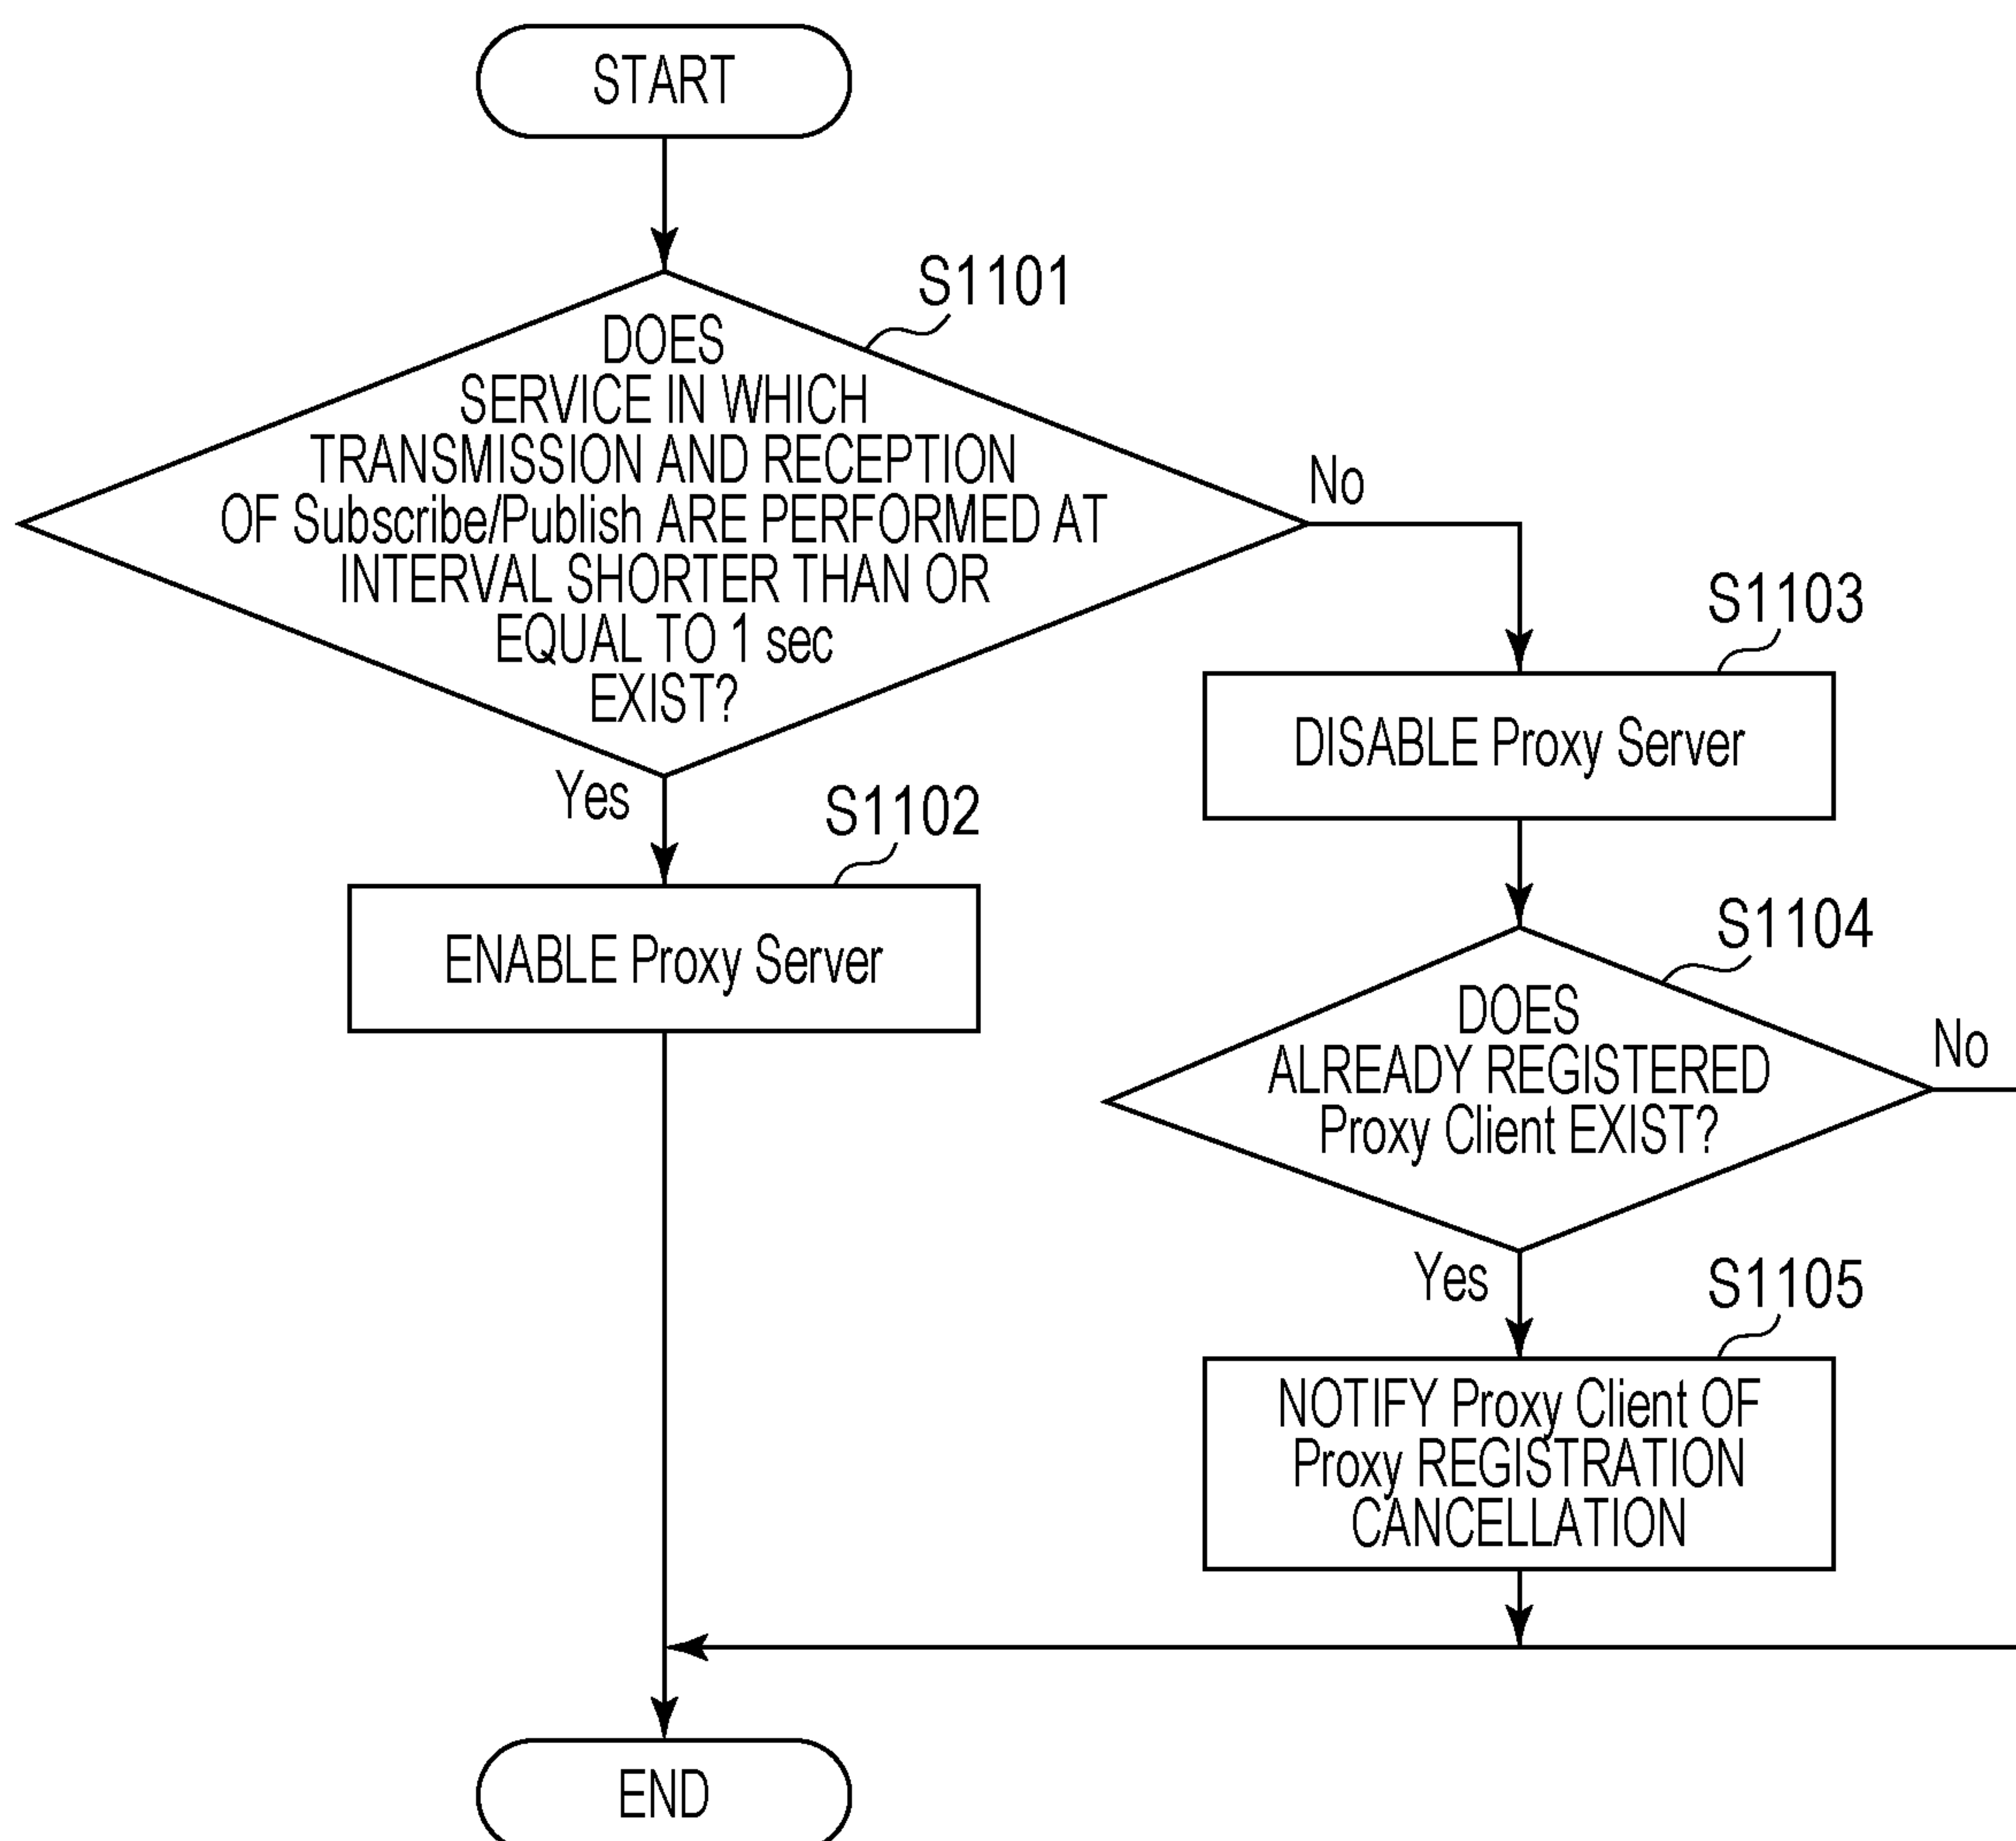 START
S1101
DOES
SERVICE IN WHICH
TRANSMISSION AND RECEPTION
OF Subscribe/Publish ARE PERFORMED AT
INTERVAL SHORTER THAN OR
EQUAL TO 1 sec
EXIST?
No
Yes
S1102
ENABLE Proxy Server
S1103
DISABLE Proxy Server
S1104
DOES
ALREADY REGISTERED
Proxy Client EXIST?
No
Yes
S1105
NOTIFY Proxy Client OF
Proxy REGISTRATION
CANCELLATION
END